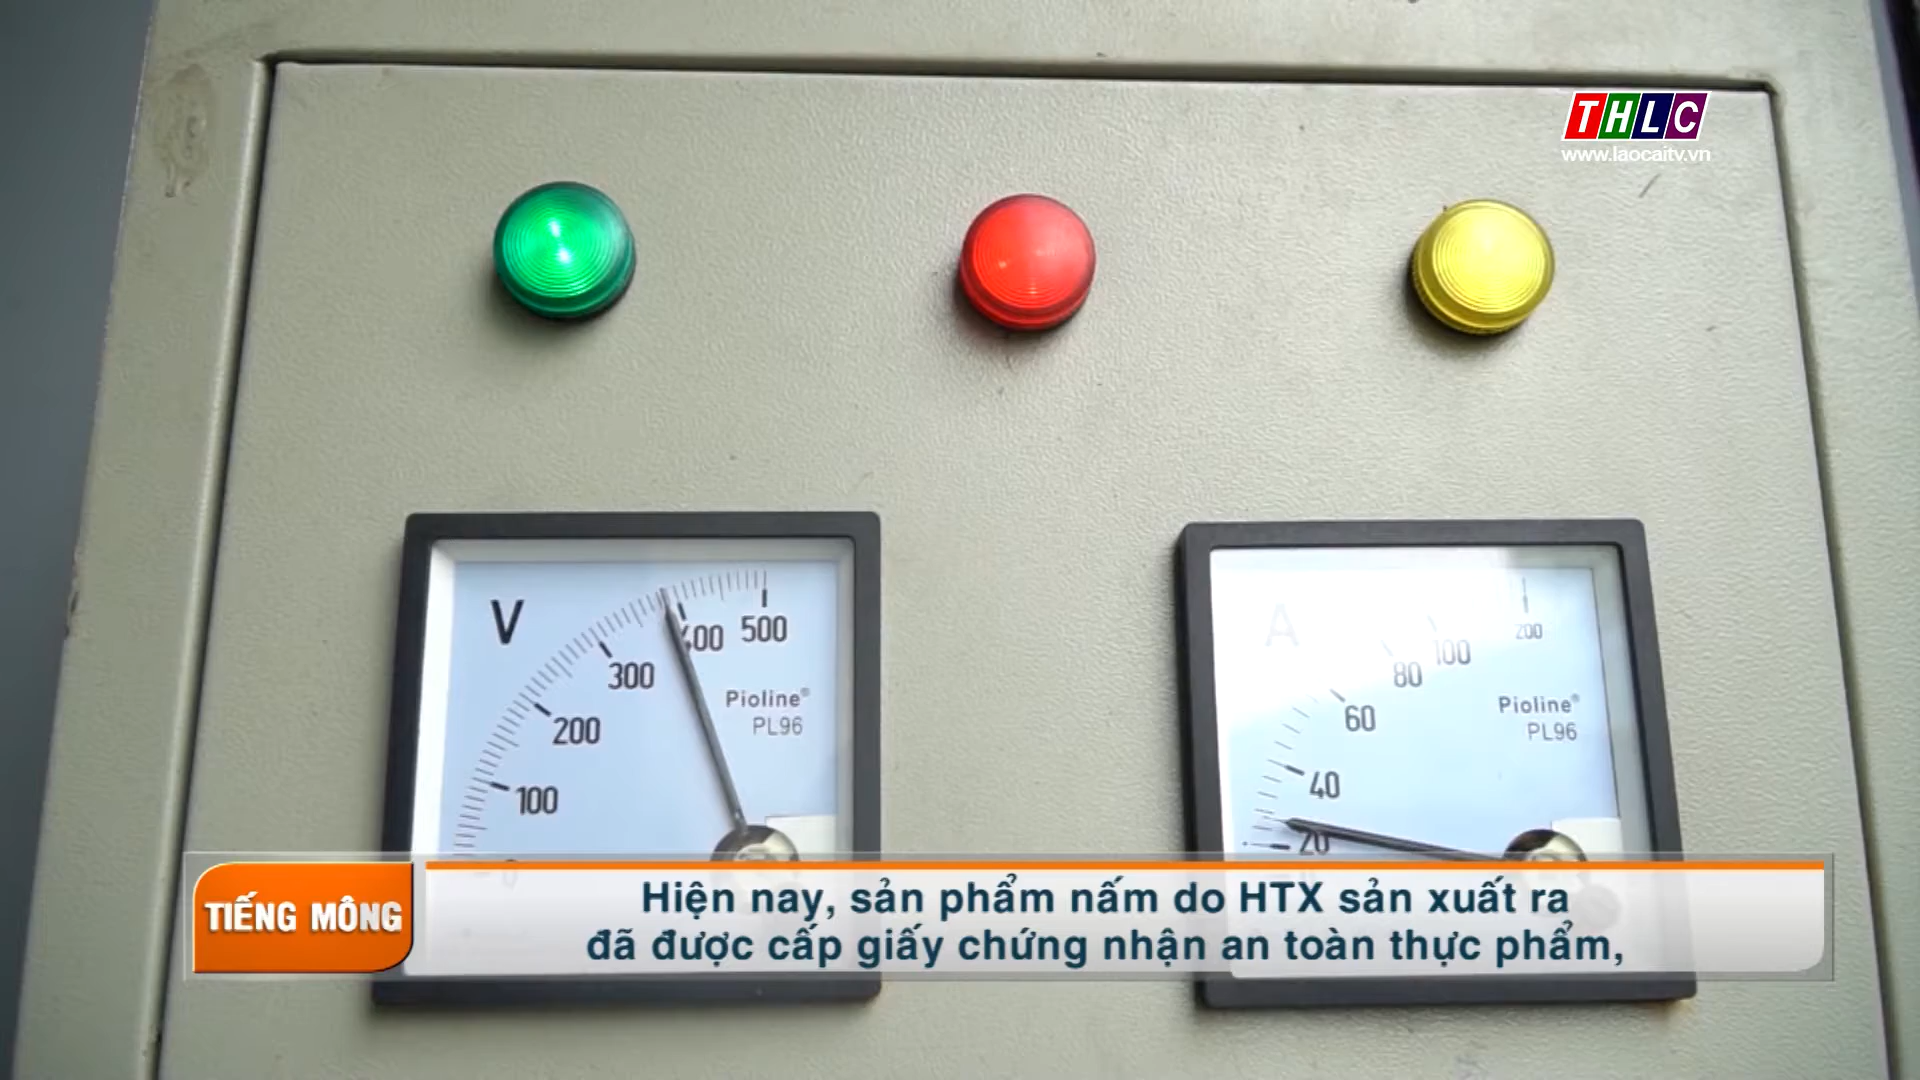 THLC
www.laocaitv.vn
V
500
400
300
200
100
0
Pioline®
PL96
A
200
100
80
60
40
20
Pioline®
PL96
TIẾNG MÔNG
Hiện nay, sản phẩm nấm do HTX sản xuất ra
đã được cấp giấy chứng nhận an toàn thực phẩm,